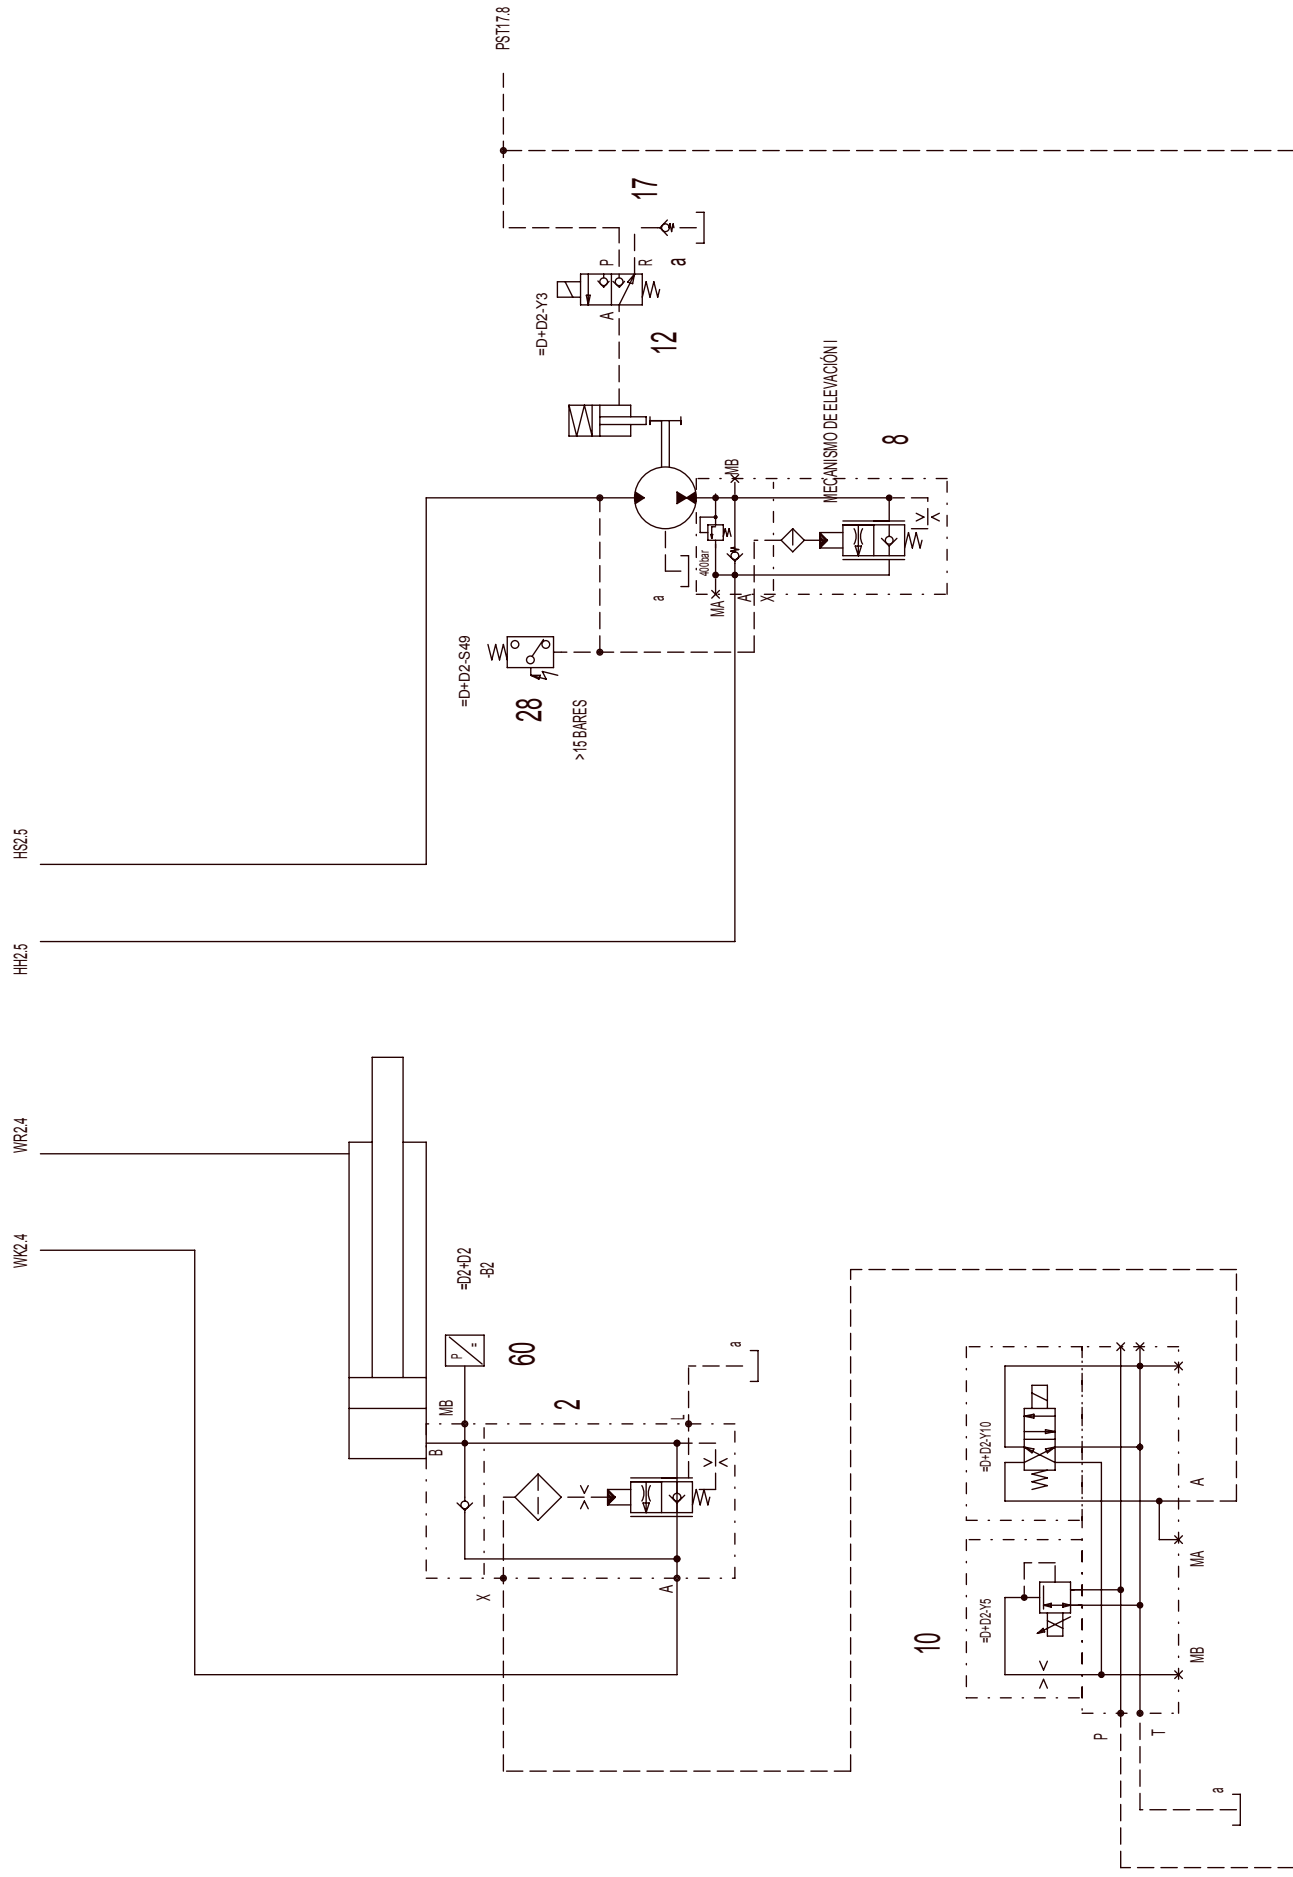 PST17.8
17
P
R
a
=D+D2-Y3
A
12
MECANISMO DE ELEVACIÓN I
8
MB
400bar
a
MA
A
X
=D+D2-S49
28
>15 BARES
HS2.5
HH2.5
WR2.4
WK2.4
=D2+D2
-B2
P
=
60
MB
B
2
L
a
X
A
=D+D2-Y10
A
MA
=D+D2-Y5
10
MB
P
T
a